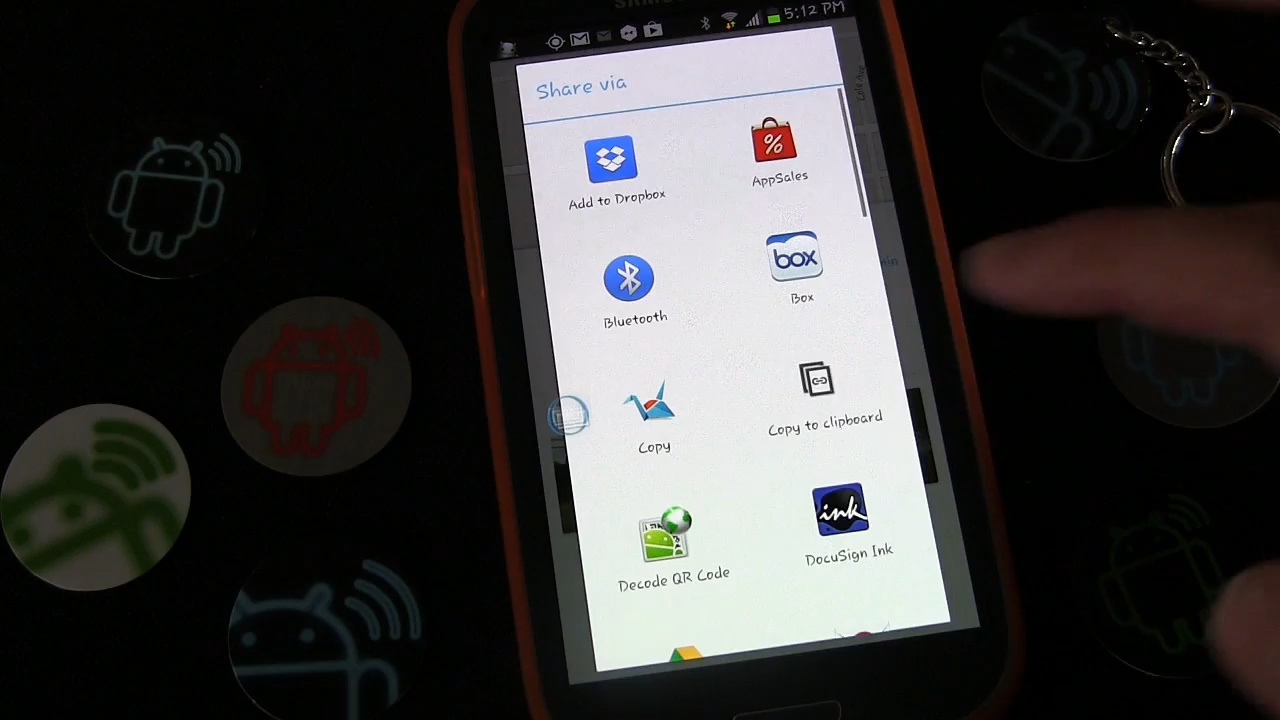 SAMSUNG
5:12 PM
Share via
Add to Dropbox
%
AppSales
Bluetooth
box
Box
Copy
Copy to clipboard
Decode QR Code
ink
DocuSign Ink